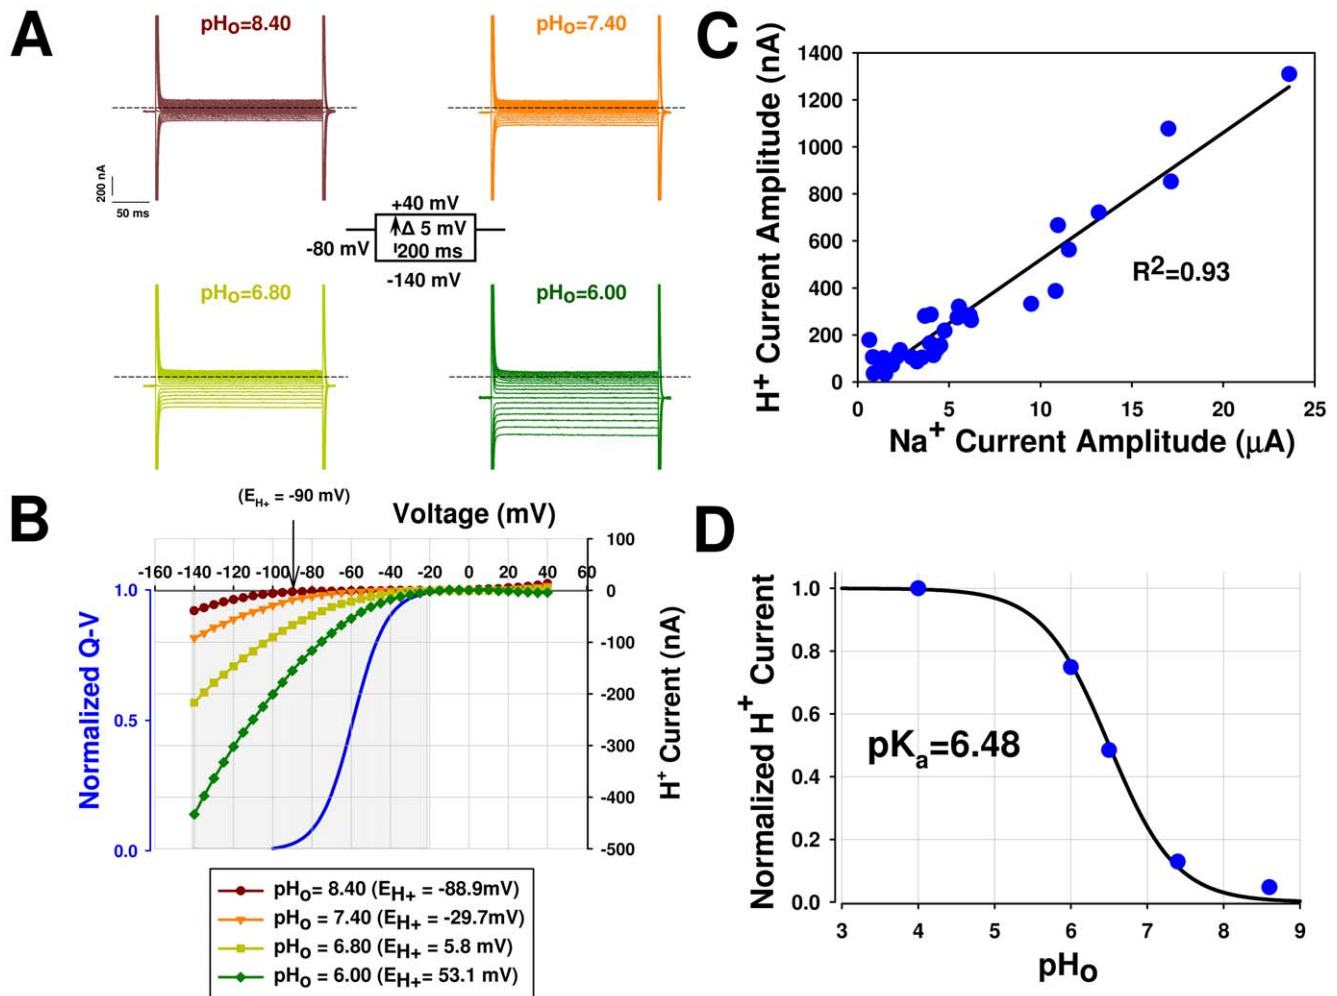 A
pHo=8.40
pHo=7.40
200 nA
50 ms
+40 mV
Δ 5 mV
-80 mV
200 ms
-140 mV
pHo=6.80
pHo=6.00
C
H+ Current Amplitude (nA)
1400
1200
1000
800
600
400
200
0
R2=0.93
0 5 10 15 20 25
Na+ Current Amplitude (μA)
B
(EH+ = -90 mV)
Voltage (mV)
-160 -140 -120 -100 -80 -60 -40 -20 0 20 40 60
Normalized Q-V
1.0
0.5
0.0
100
0
-100
-200
-300
-400
-500
H+ Current (nA)
pHo= 8.40 (EH+ = -88.9mV)
pHo = 7.40 (EH+ = -29.7mV)
pHo = 6.80 (EH+ = 5.8 mV)
pHo = 6.00 (EH+= 53.1 mV)
D
Normalized H+ Current
1.0
0.8
0.6
0.4
0.2
0.0
pKa=6.48
3 4 5 6 7 8 9
pHo